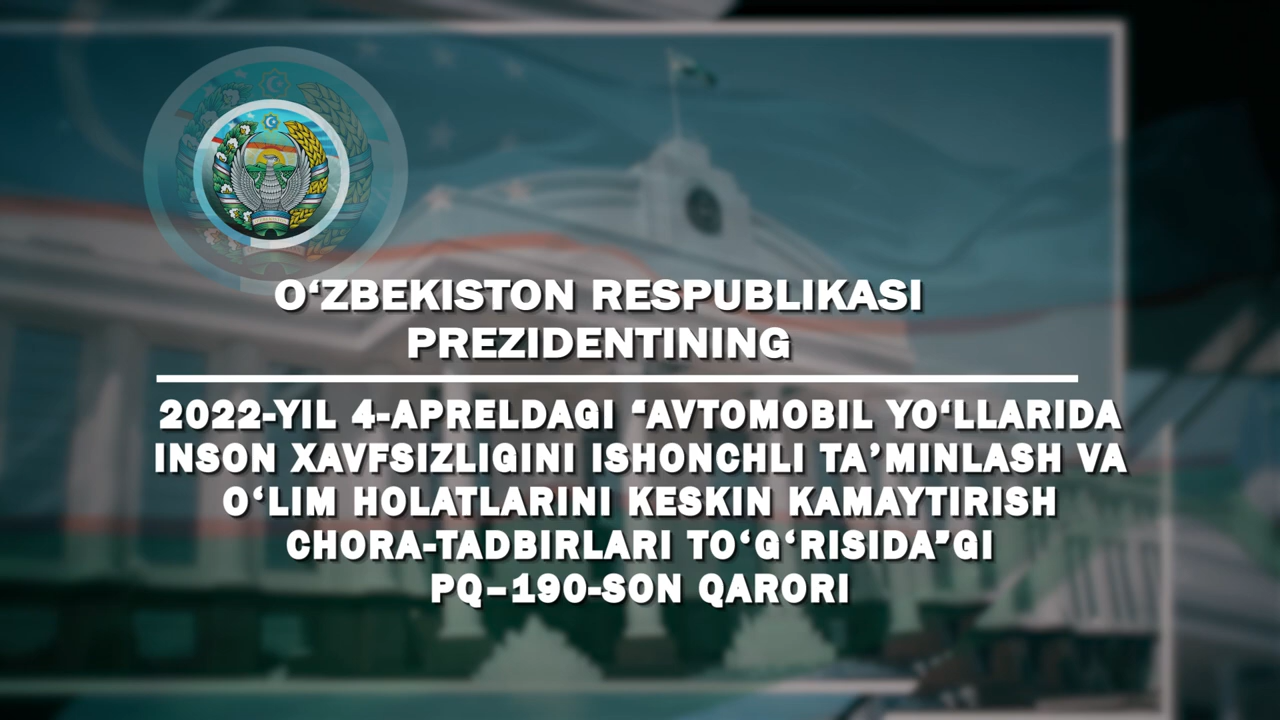 O‘ZBEKISTON RESPUBLIKASI
PREZIDENTINING
2022-YIL 4-APRELDAGI "AVTOMOBIL YO‘LLARIDA
INSON XAVFSIZLIGINI ISHONCHLI TA’MINLASH VA
O‘LIM HOLATLARINI KESKIN KAMAYTIRISH
CHORA-TADBIRLARI TO‘G‘RISIDA"GI
PQ–190-SON QARORI